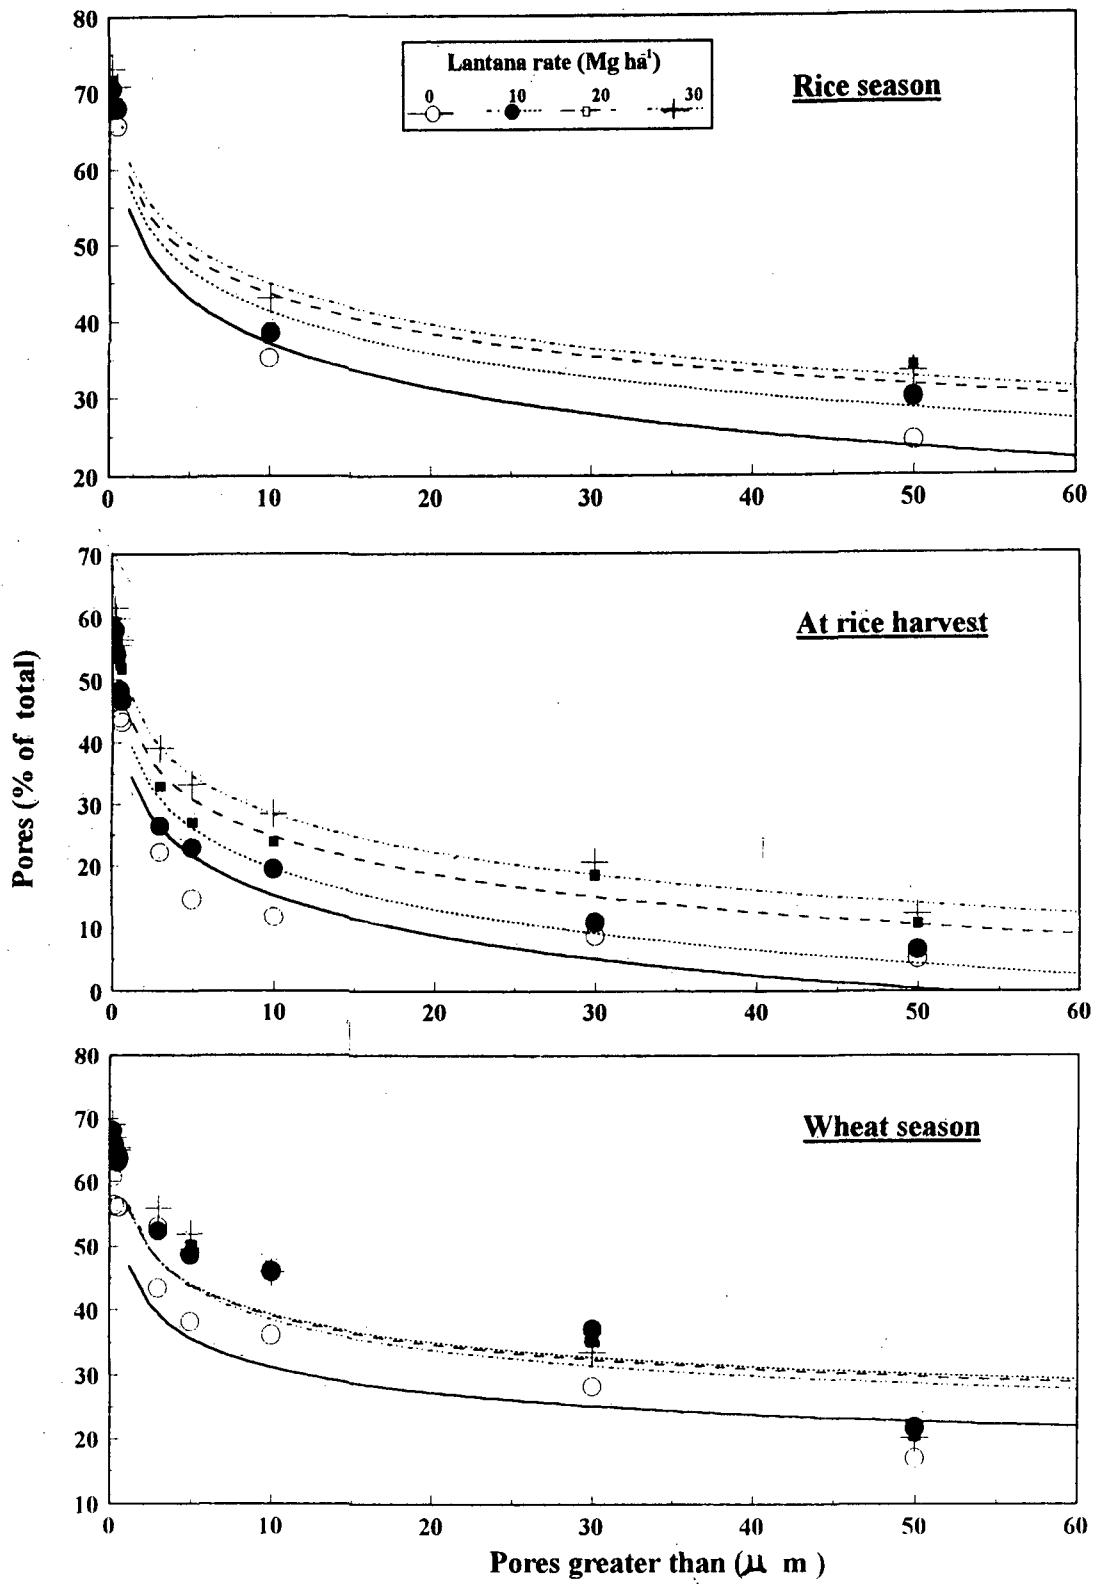 80
70
60
50
40
30
20
Lantana rate (Mg ha⁻¹)
0 10 20 30
Rice season
0 10 20 30 40 50 60
70
60
50
40
30
20
10
0
At rice harvest
0 10 20 30 40 50 60
Pores (% of total)
80
70
60
50
40
30
20
10
Wheat season
0 10 20 30 40 50 60
Pores greater than (μ m )